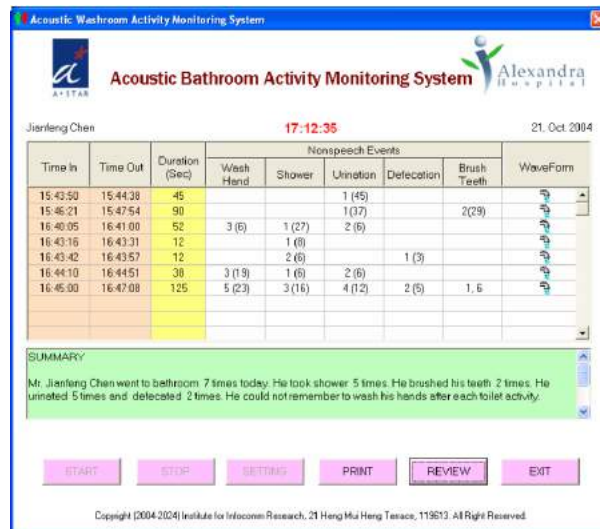 Acoustic Washroom Activity Monitoring System
A★STAR
Acoustic Bathroom Activity Monitoring System
Alexandra
Hospital
Jianfeng Chen 17:12:35 21. Oct. 2004
Nonspeech Events
Time In Time Out Duration (Sec) Wash Hand Shower Urination Defecation Brush Teeth WaveForm
15:43:50 15:44:38 45 1 (45)
15:46:21 15:47:54 90 1(37) 2(29)
16:40:05 16:41:00 52 3 (6) 1 (27) 2 (6)
16:43:16 16:43:31 12 1 (8)
16:43:42 16:43:57 12 2 (6) 1 (3)
16:44:10 16:44:51 38 3 (19) 1 (6) 2 (6)
16:45:00 16:47:08 125 5 (23) 3 (16) 4 (12) 2 (5) 1, 6
SUMMARY
Mr. Jianfeng Chen went to bathroom 7 times today. He took shower 5 times. He brushed his teeth 2 times. He
urinated 5 times and defecated 2 times. He could not remember to wash his hands after each toilet activity.
START STOP SETTING PRINT REVIEW EXIT
Copyright (2004-2024) Institute for Infocomm Research, 21 Heng Mui Heng Terrace, 119613. All Right Reserved.